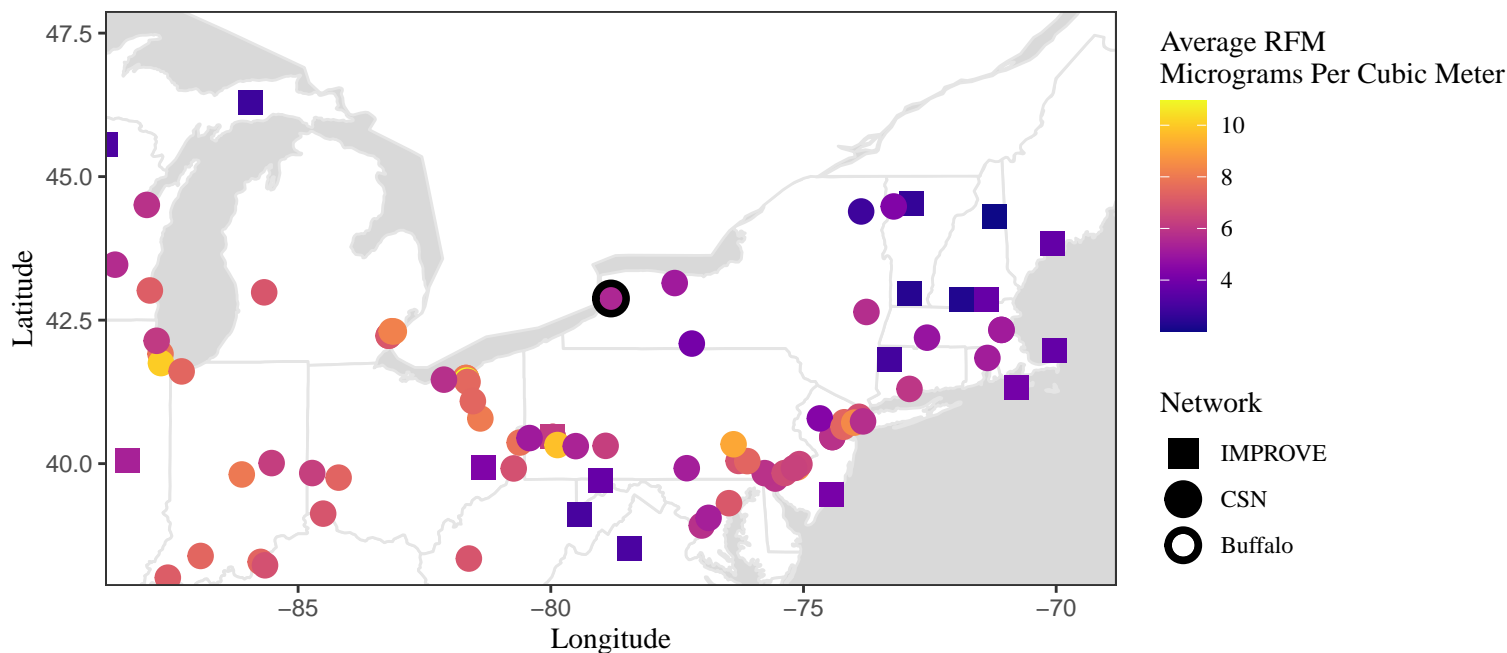 47.5
45.0
42.5
40.0
Latitude
−85
−80
−75
−70
Longitude
Average RFM
Micrograms Per Cubic Meter
10
8
6
4
Network
IMPROVE
CSN
Buffalo